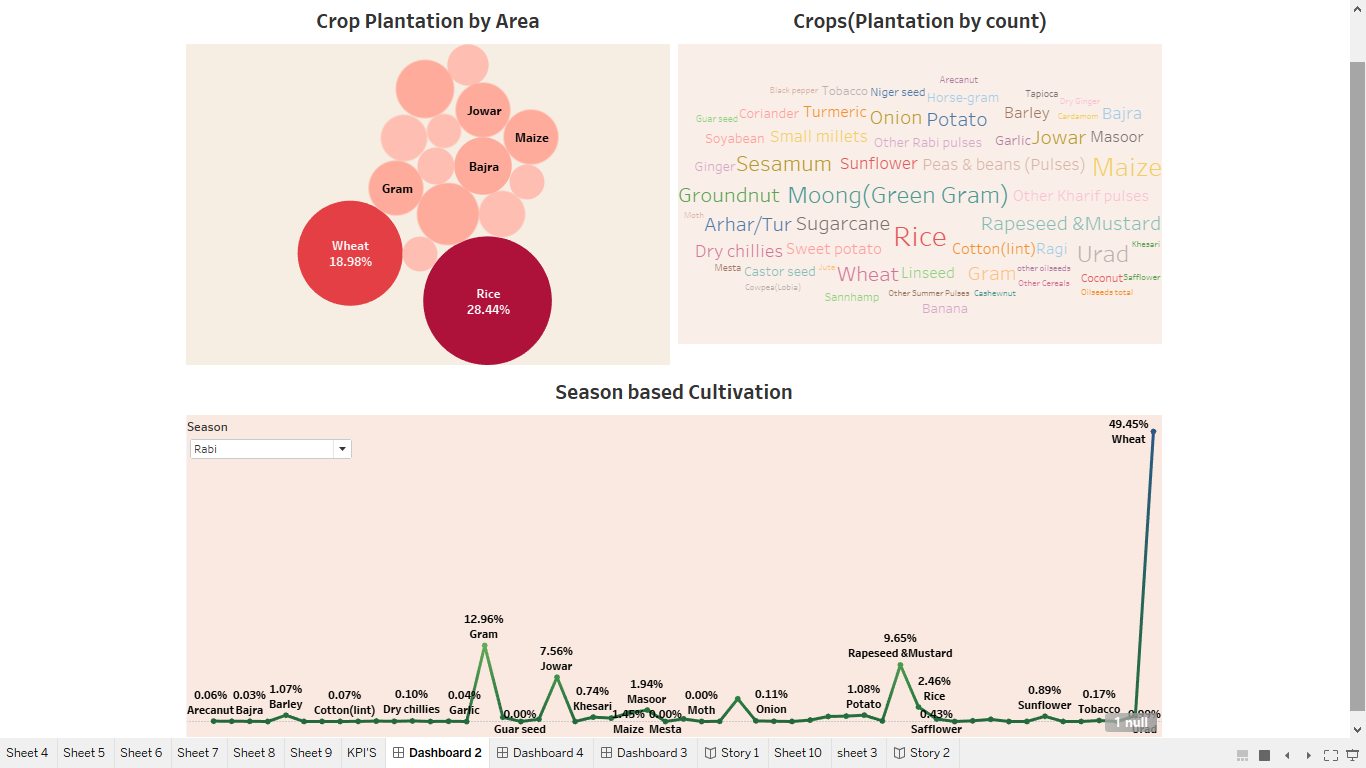 Crop Plantation by Area
Jowar
Maize
Bajra
Gram
Wheat
18.98%
Rice
28.44%
Crops(Plantation by count)
Arecanut
Black pepper Tobacco Niger seed Horse-gram Tapioca Dry Ginger
Guar seed Coriander Turmeric Onion Potato Barley Cardamom Bajra
Soyabean Small millets Other Rabi pulses Garlic Jowar Masoor
Ginger Sesamum Sunflower Peas & beans (Pulses) Maize
Groundnut Moong(Green Gram) Other Kharif pulses
Moth Arhar/Tur Sugarcane Rice Rapeseed &Mustard
Dry chillies Sweet potato Cotton(lint) Ragi Urad Khesari
Mesta Castor seed Jute Wheat Linseed Gram other oilseeds Coconut Safflower
Cowpea(Lobia) Other Cereals
Sannhamp Other Summer Pulses Cashewnut Oilseeds total
Banana
Season based Cultivation
Season
Rabi
49.45%
Wheat
12.96%
Gram
7.56%
Jowar
9.65%
Rapeseed &Mustard
0.06%
Arecanut
0.03%
Bajra
1.07%
Barley
0.07%
Cotton(lint)
0.10%
Dry chillies
0.04%
Garlic
0.00%
Guar seed
0.74%
Khesari
1.94%
Masoor
1.45%
Maize
0.00%
Mesta
0.00%
Moth
0.11%
Onion
1.08%
Potato
2.46%
Rice
0.43%
Safflower
0.89%
Sunflower
0.17%
Tobacco
Urad
1 null
Sheet 4 Sheet 5 Sheet 6 Sheet 7 Sheet 8 Sheet 9 KPI'S Dashboard 2 Dashboard 4 Dashboard 3 Story 1 Sheet 10 sheet 3 Story 2